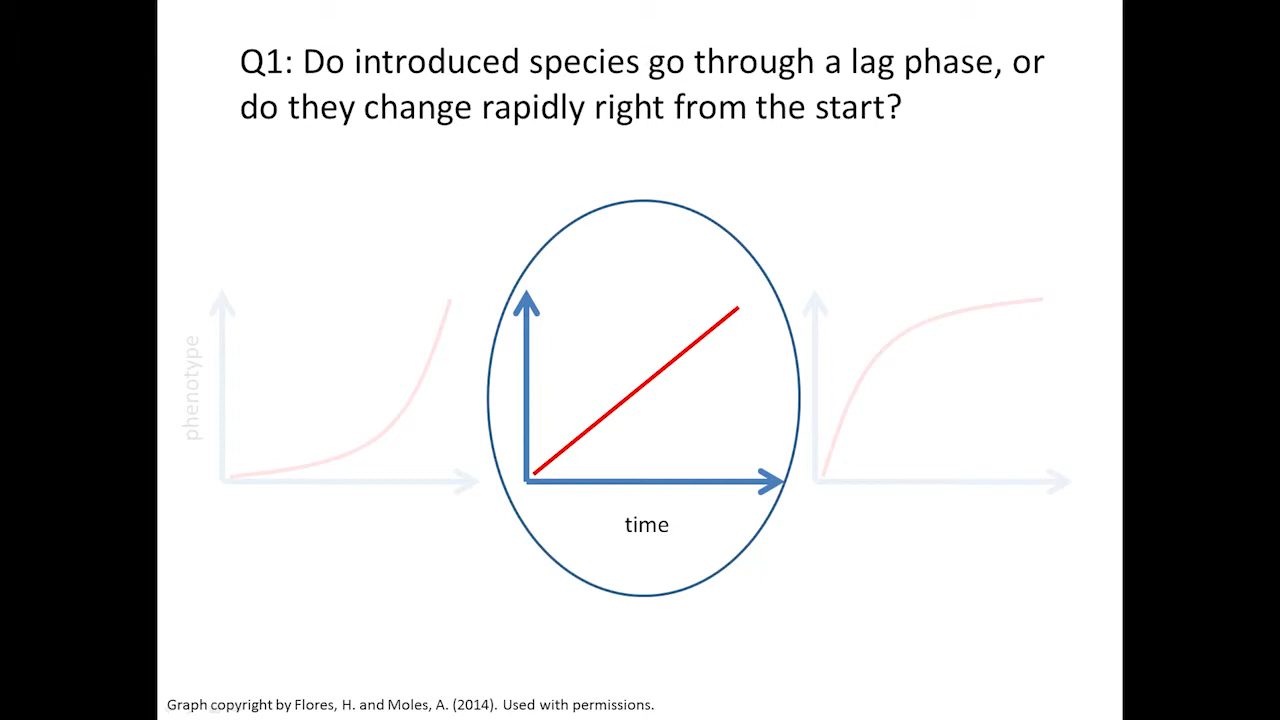 Q1: Do introduced species go through a lag phase, or
do they change rapidly right from the start?
phenotype
time
Graph copyright by Flores, H. and Moles, A. (2014). Used with permissions.